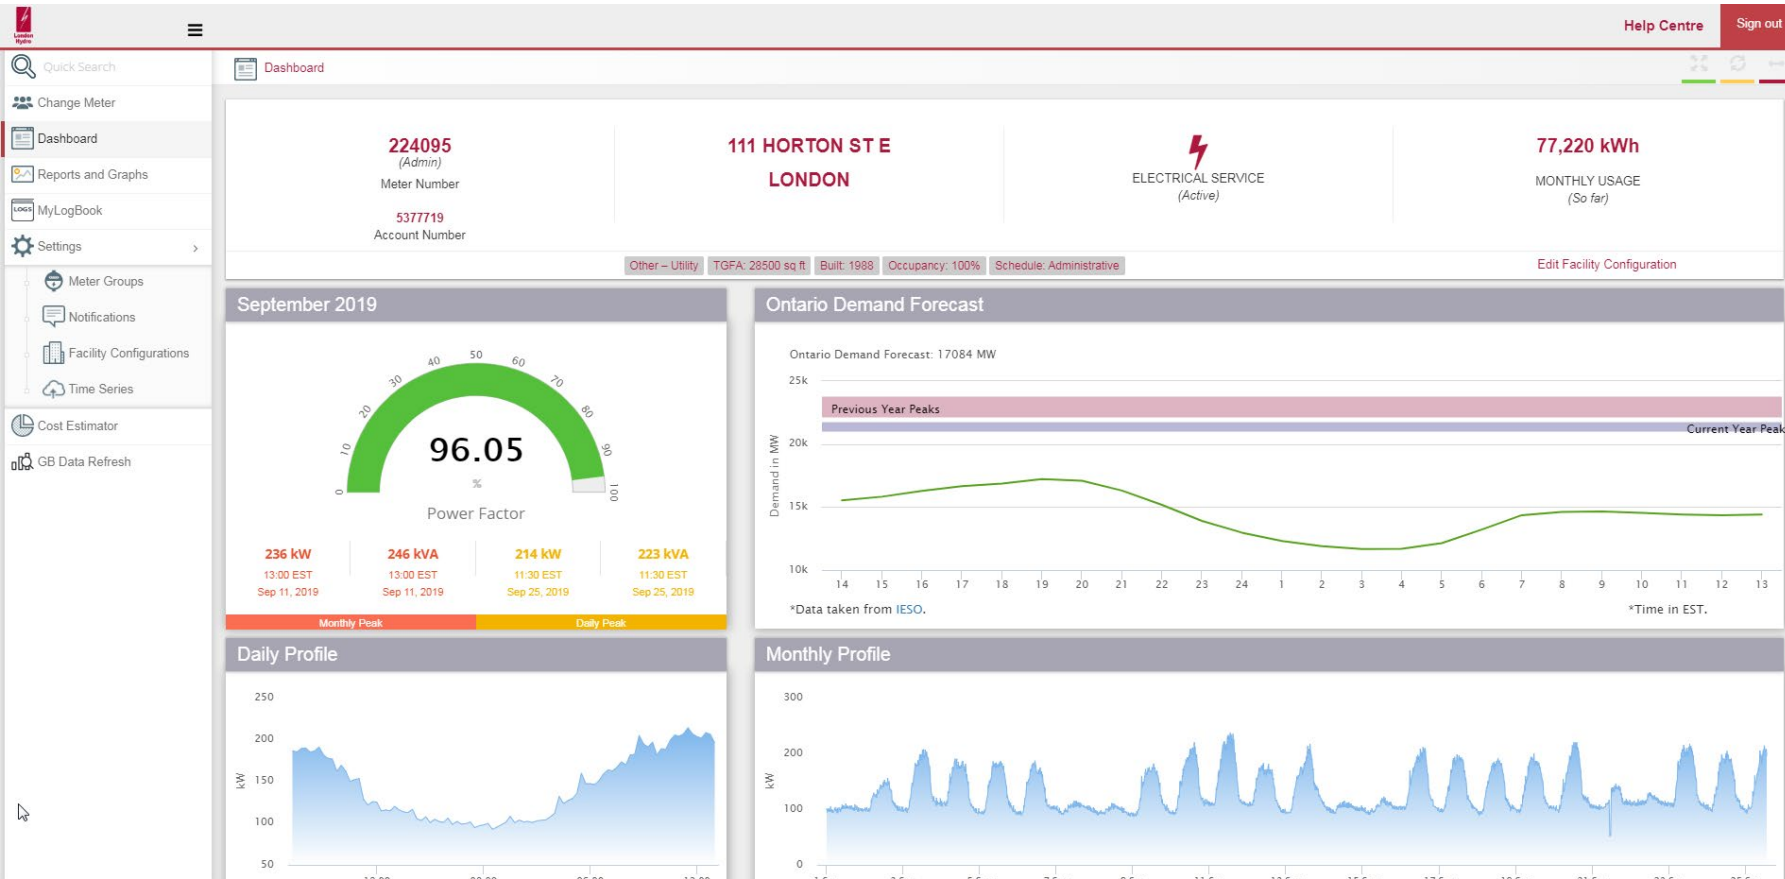 London
Hydro
Help Centre
Sign out
Quick Search
Change Meter
Dashboard
Reports and Graphs
LOGS MyLogBook
Settings
Meter Groups
Notifications
Facility Configurations
Time Series
Cost Estimator
GB Data Refresh
Dashboard
224095
(Admin)
Meter Number
5377719
Account Number
111 HORTON ST E
LONDON
ELECTRICAL SERVICE
(Active)
77,220 kWh
MONTHLY USAGE
(So far)
Other – Utility TGFA: 28500 sq ft Built: 1988 Occupancy: 100% Schedule: Administrative
Edit Facility Configuration
September 2019
0 10 20 30 40 50 60 70 80 90 100
96.05
%
Power Factor
236 kW 246 kVA 214 kW 223 kVA
13:00 EST 13:00 EST 11:30 EST 11:30 EST
Sep 11, 2019 Sep 11, 2019 Sep 25, 2019 Sep 25, 2019
Monthly Peak Daily Peak
Ontario Demand Forecast
Ontario Demand Forecast: 17084 MW
25k
Previous Year Peaks
Current Year Peak
20k
Demand in MW
15k
10k
14 15 16 17 18 19 20 21 22 23 24 1 2 3 4 5 6 7 8 9 10 11 12 13
*Data taken from IESO.
*Time in EST.
Daily Profile
250
200
150
100
50
kW
Monthly Profile
300
200
100
0
kW